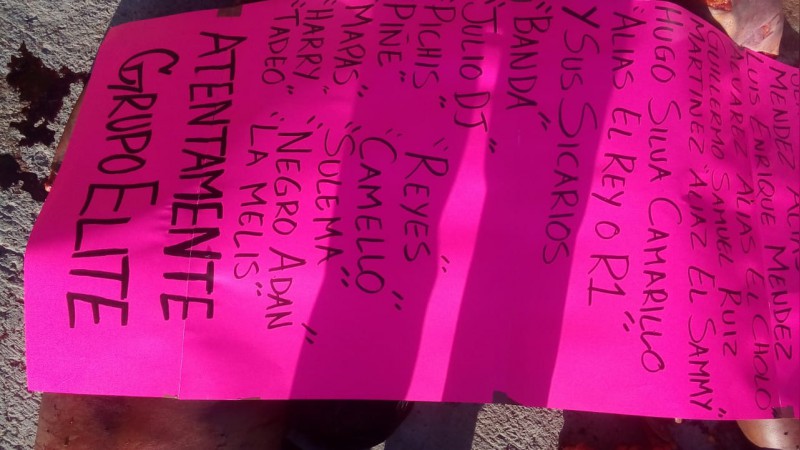 MENDEZ ALIAS
LUIS ENRIQUE MENDEZ
ALVAREZ ALIAS EL CHOLO
GUILLERMO SAMUEL RUIZ
MARTINEZ "ALIAZ EL SAMMY"
HUGO SILVA CAMARILLO
ALIAS EL REY O R1"
Y SUS SICARIOS
"BANDA"
"JULIO DJ"
"PICHIS" "REYES"
PIÑE" "CAMELLO"
MAPAS" "SULEMA"
"HARRY" "NEGRO ADAN"
"TADEO" "LA MELIS"
ATENTAMENTE
GRUPO ELITE